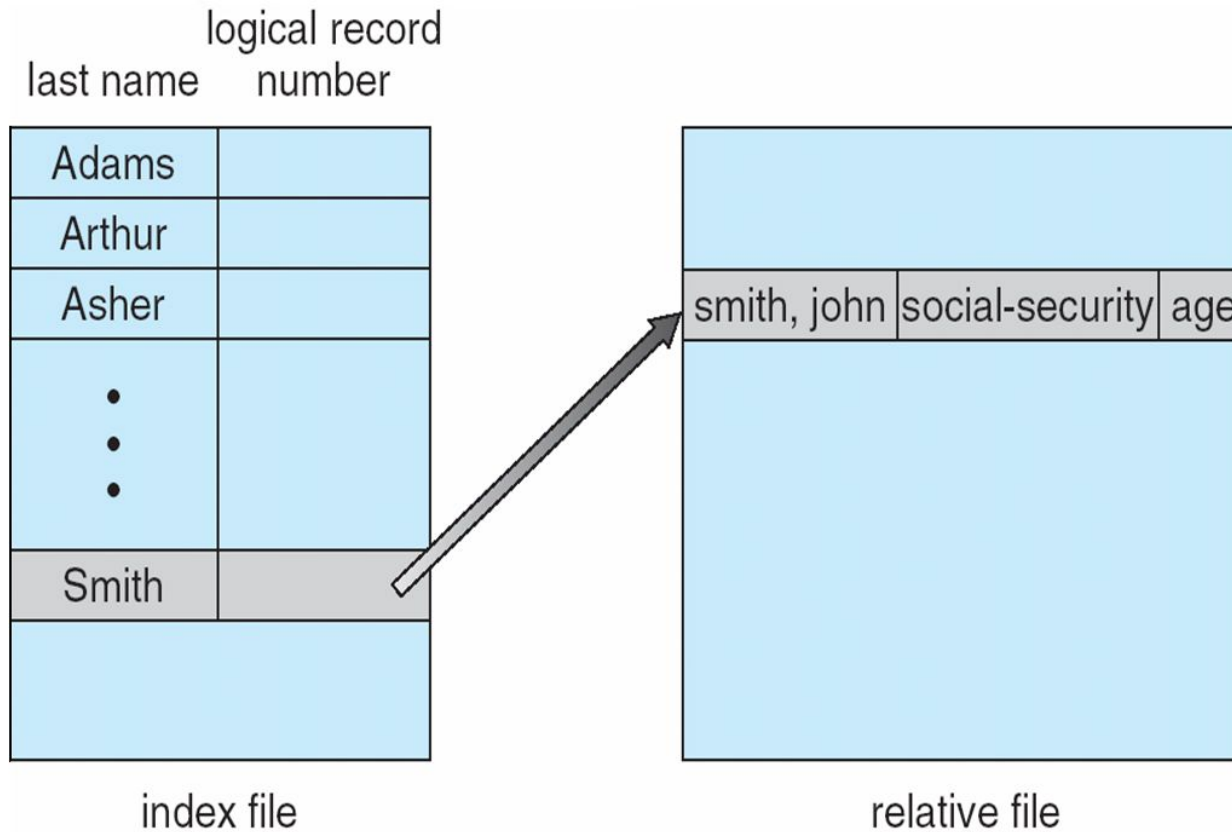 logical record
last name number
Adams
Arthur
Asher
Smith
smith, john social-security age
index file relative file